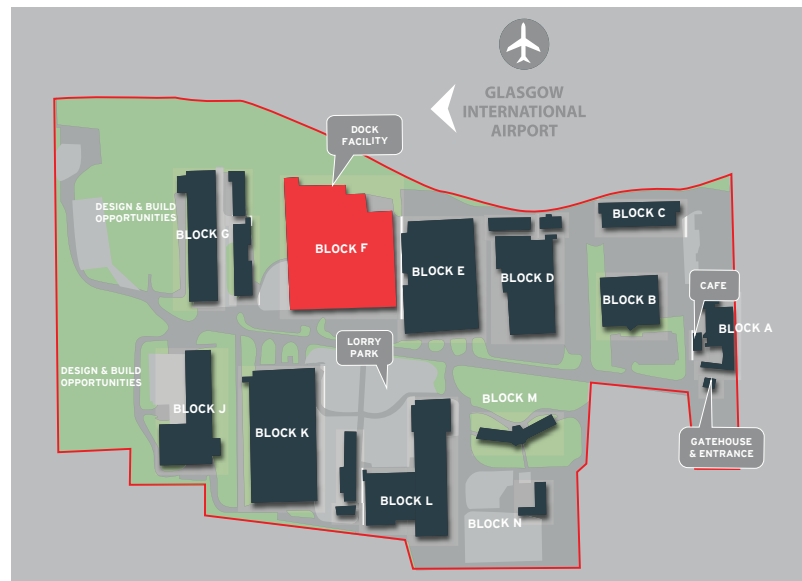 GLASGOW
INTERNATIONAL
AIRPORT
DOCK
FACILITY
DESIGN & BUILD
OPPORTUNITIES
BLOCK G
BLOCK F
BLOCK E
BLOCK D
BLOCK C
BLOCK B
CAFE
BLOCK A
LORRY
PARK
DESIGN & BUILD
OPPORTUNITIES
BLOCK J
BLOCK K
BLOCK M
GATEHOUSE
& ENTRANCE
BLOCK L
BLOCK N